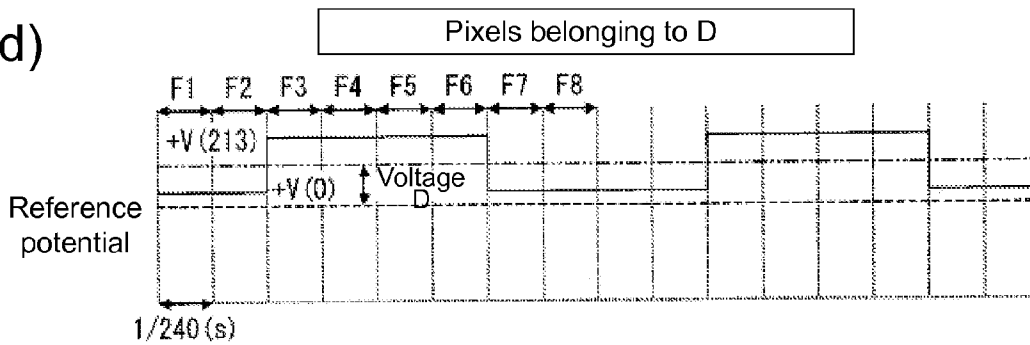 d)
Pixels belonging to D
F1 F2 F3 F4 F5 F6 F7 F8
+V(213)
+V(0)
Voltage
D
Reference
potential
1/240(s)